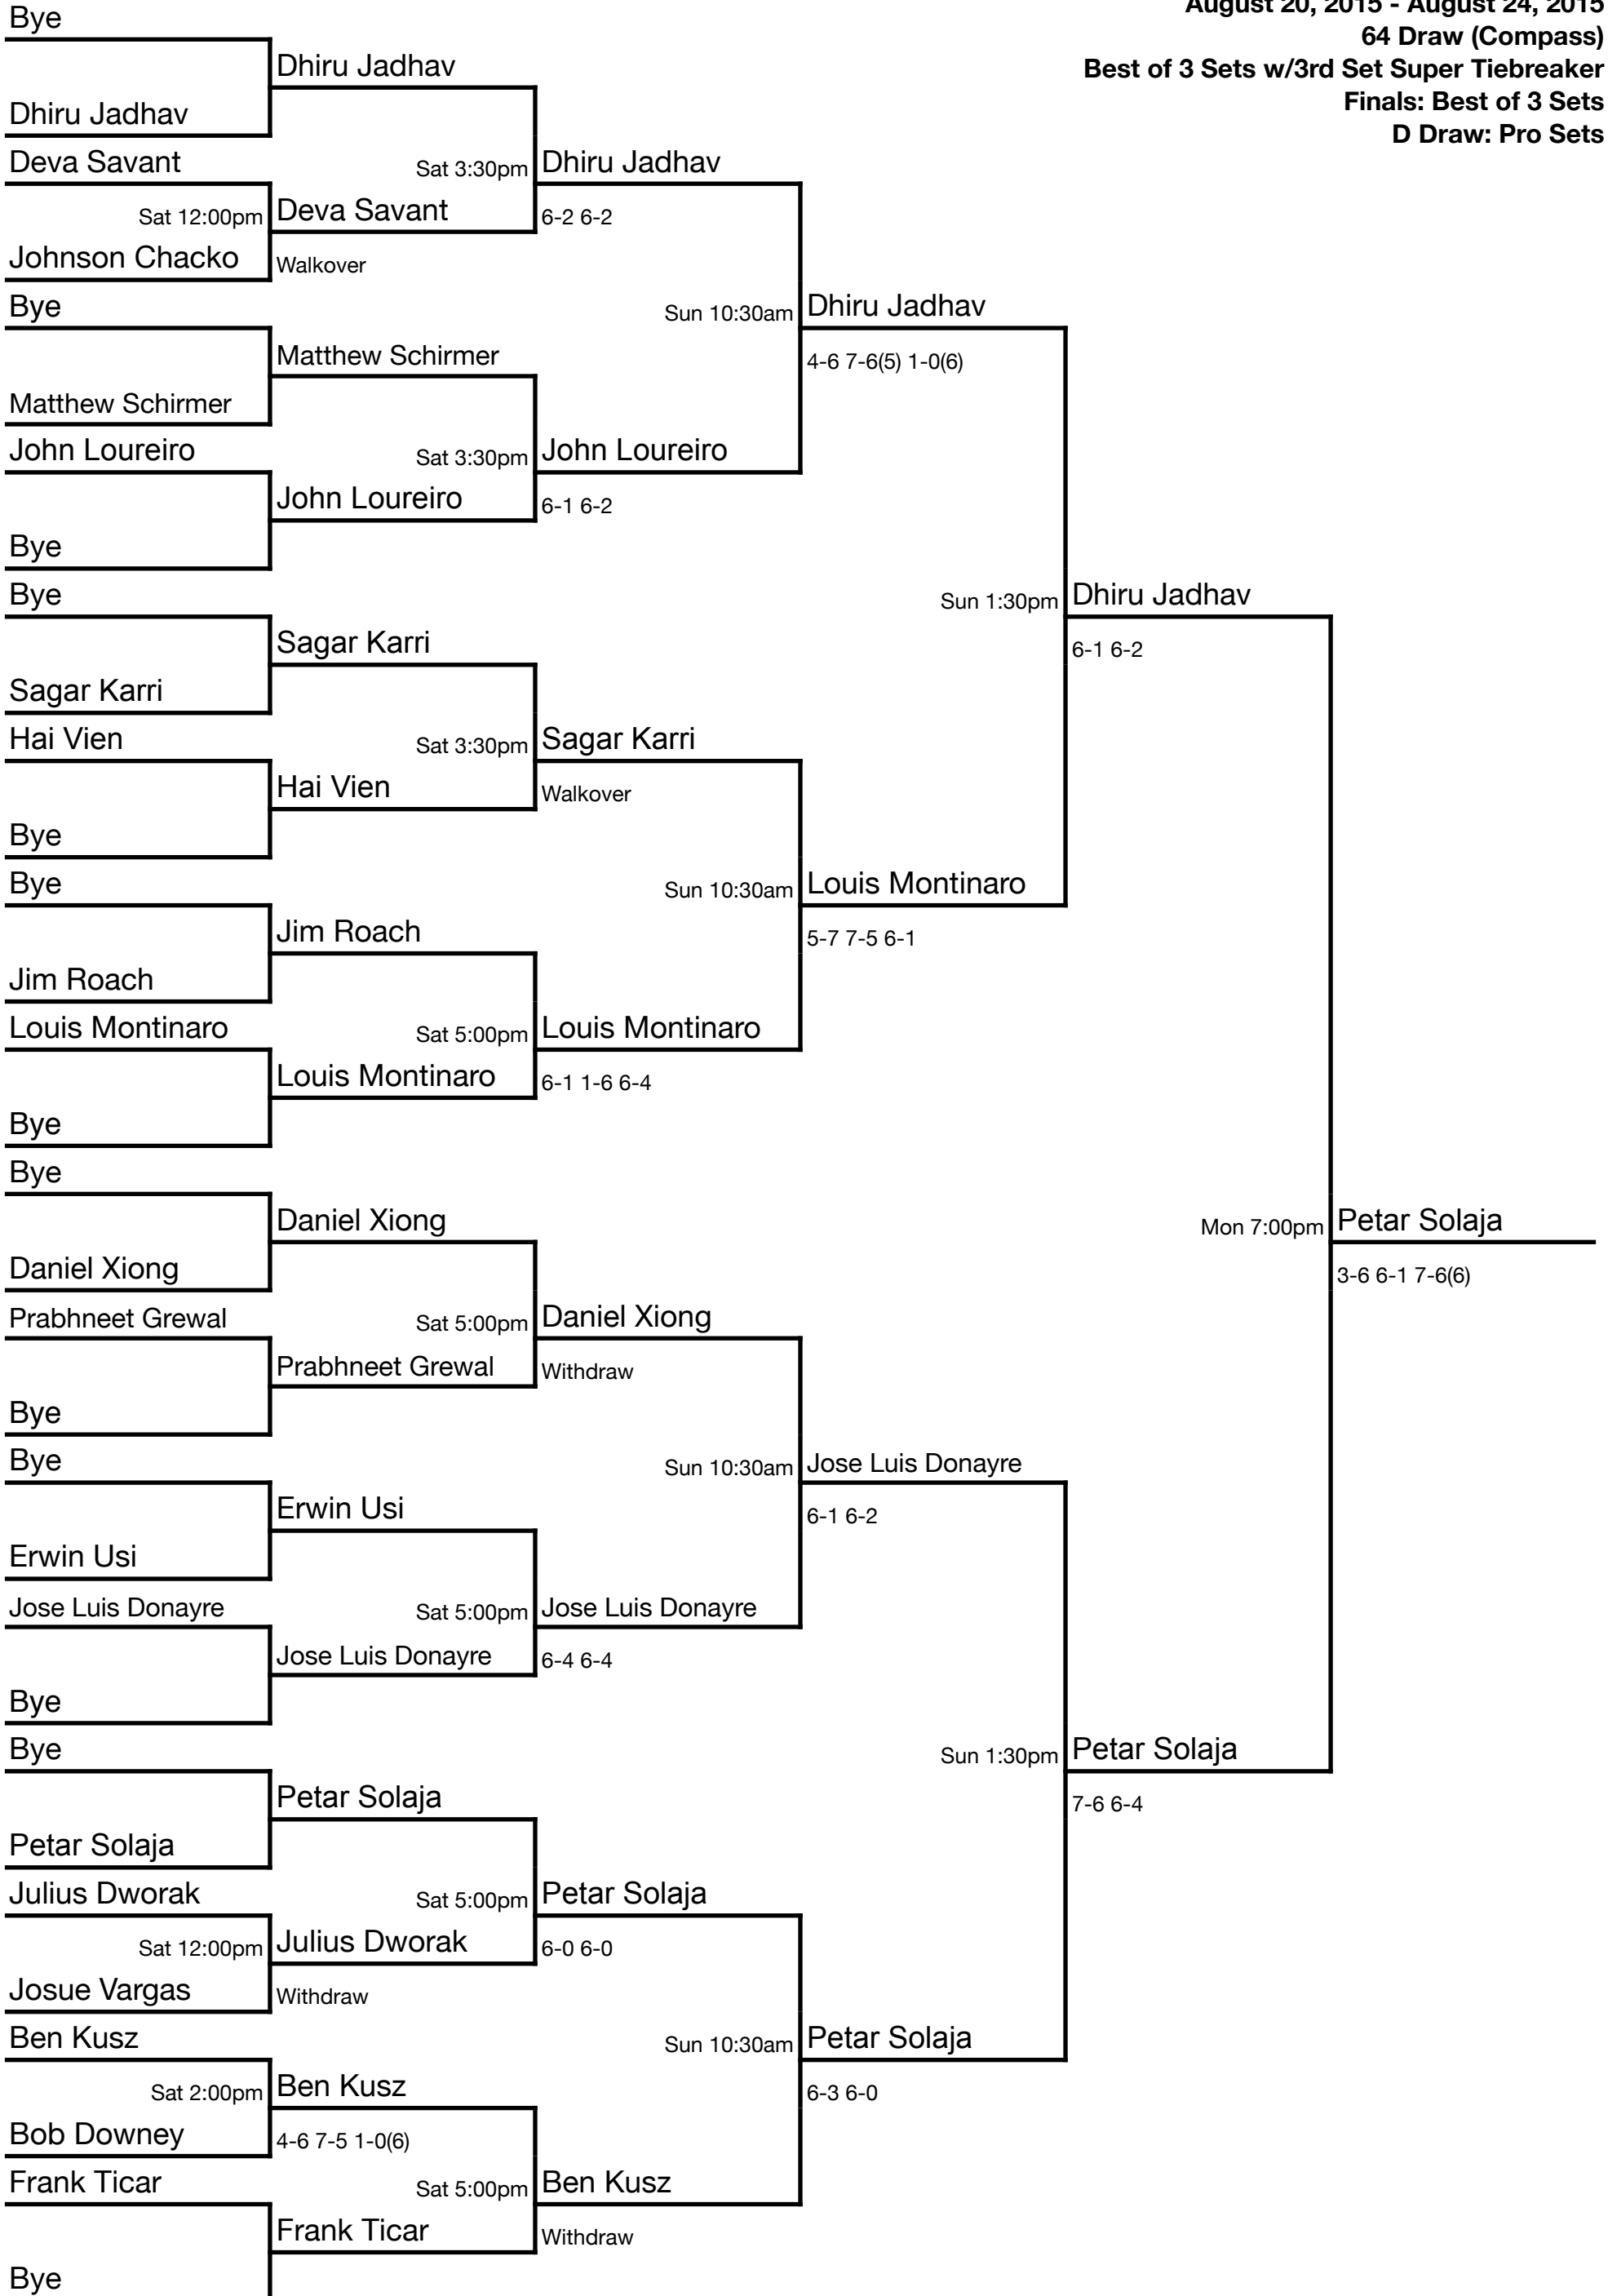 August 20, 2015 - August 24, 2015
64 Draw (Compass)
Best of 3 Sets w/3rd Set Super Tiebreaker
Finals: Best of 3 Sets
D Draw: Pro Sets
Bye
Dhiru Jadhav
Dhiru Jadhav
Deva Savant
Sat 3:30pm
Dhiru Jadhav
Sat 12:00pm
Deva Savant
6-2 6-2
Johnson Chacko
Walkover
Bye
Sun 10:30am
Dhiru Jadhav
Matthew Schirmer
4-6 7-6(5) 1-0(6)
Matthew Schirmer
John Loureiro
Sat 3:30pm
John Loureiro
John Loureiro
6-1 6-2
Bye
Bye
Sun 1:30pm
Dhiru Jadhav
Sagar Karri
6-1 6-2
Sagar Karri
Hai Vien
Sat 3:30pm
Sagar Karri
Hai Vien
Walkover
Bye
Bye
Sun 10:30am
Louis Montinaro
Jim Roach
5-7 7-5 6-1
Jim Roach
Louis Montinaro
Sat 5:00pm
Louis Montinaro
Louis Montinaro
6-1 1-6 6-4
Bye
Bye
Daniel Xiong
Mon 7:00pm
Petar Solaja
Daniel Xiong
3-6 6-1 7-6(6)
Prabhneet Grewal
Sat 5:00pm
Daniel Xiong
Prabhneet Grewal
Withdraw
Bye
Bye
Sun 10:30am
Jose Luis Donayre
Erwin Usi
6-1 6-2
Erwin Usi
Jose Luis Donayre
Sat 5:00pm
Jose Luis Donayre
Jose Luis Donayre
6-4 6-4
Bye
Bye
Sun 1:30pm
Petar Solaja
Petar Solaja
7-6 6-4
Petar Solaja
Julius Dworak
Sat 5:00pm
Petar Solaja
Sat 12:00pm
Julius Dworak
6-0 6-0
Josue Vargas
Withdraw
Ben Kusz
Sun 10:30am
Petar Solaja
Sat 2:00pm
Ben Kusz
6-3 6-0
Bob Downey
4-6 7-5 1-0(6)
Frank Ticar
Sat 5:00pm
Ben Kusz
Frank Ticar
Withdraw
Bye